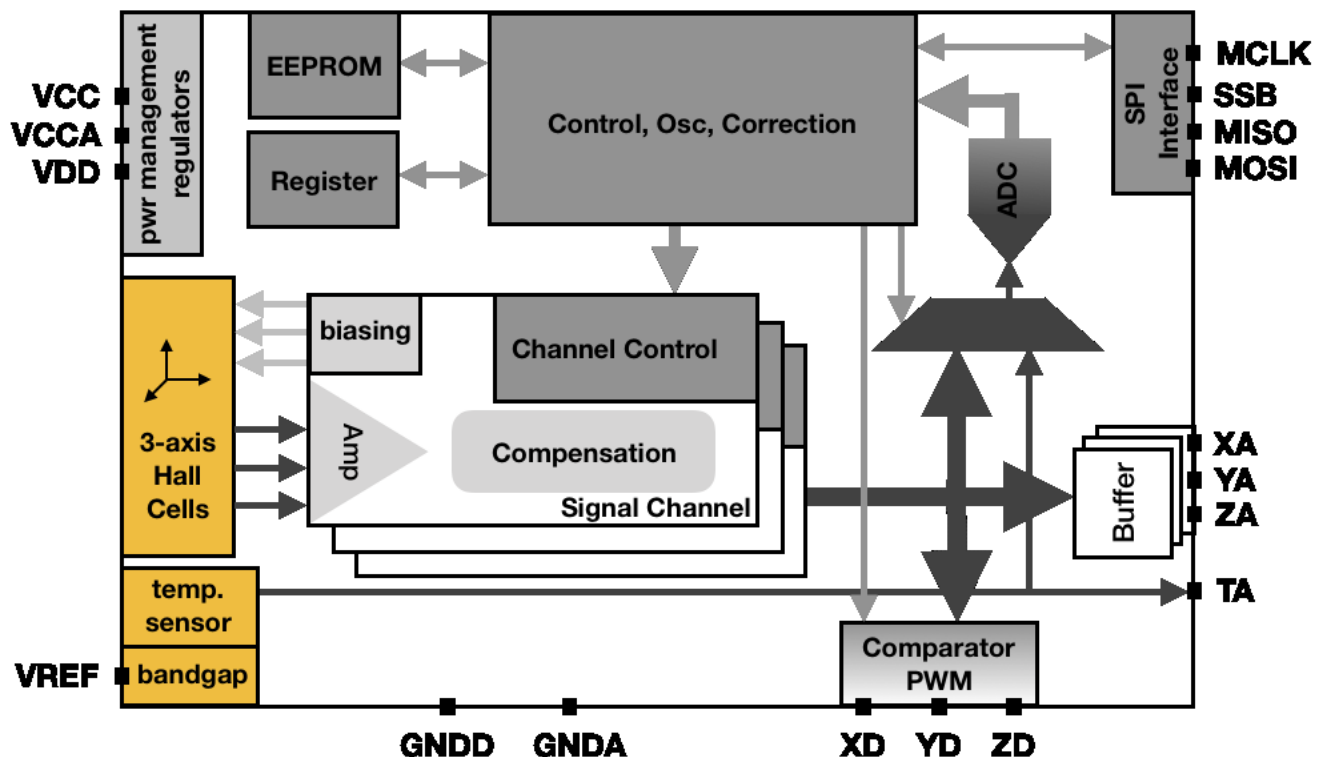 VCC
VCCA
VDD
pwr management
regulators
EEPROM
Register
Control, Osc, Correction
ADC
SPI
Interface
MCLK
SSB
MISO
MOSI
3-axis
Hall
Cells
biasing
Amp
Channel Control
Compensation
Signal Channel
Buffer
XA
YA
ZA
temp.
sensor
TA
VREF
bandgap
Comparator
PWM
GNDD
GNDA
XD
YD
ZD